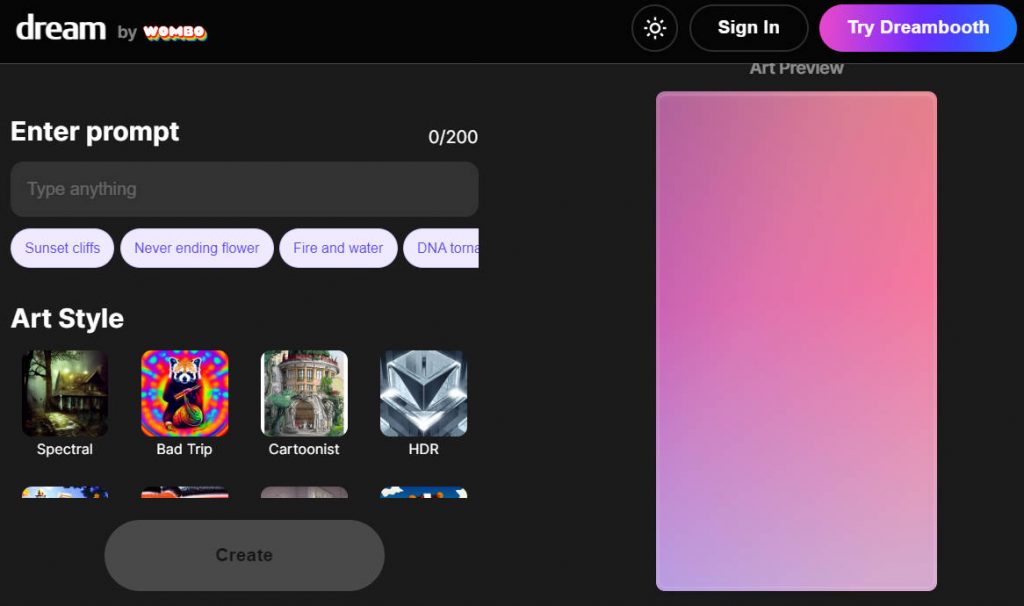 dream by WOMBO
Sign In
Try Dreambooth
Art Preview
Enter prompt
0/200
Type anything
Sunset cliffs
Never ending flower
Fire and water
DNA torna
Art Style
Spectral
Bad Trip
Cartoonist
HDR
Create